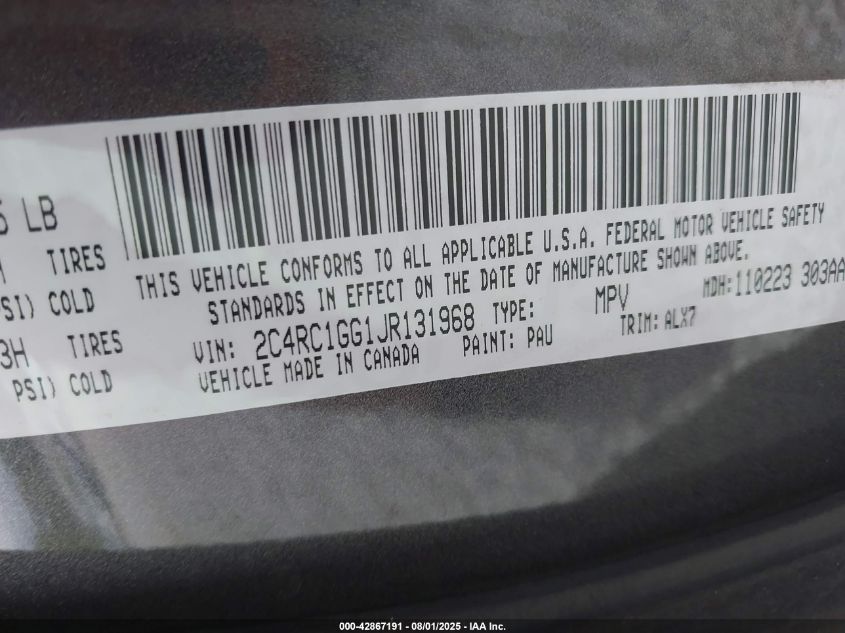 5 LB
TIRES
PSI) COLD
3H TIRES
PSI) COLD
THIS VEHICLE CONFORMS TO ALL APPLICABLE U.S.A. FEDERAL MOTOR VEHICLE SAFETY
STANDARDS IN EFFECT ON THE DATE OF MANUFACTURE SHOWN ABOVE.
VIN: 2C4RC1GG1JR131968 TYPE: MPV MDH:110223 303AA
VEHICLE MADE IN CANADA PAINT: PAU TRIM:ALX7
000-42867191 - 08/01/2025 - IAA Inc.